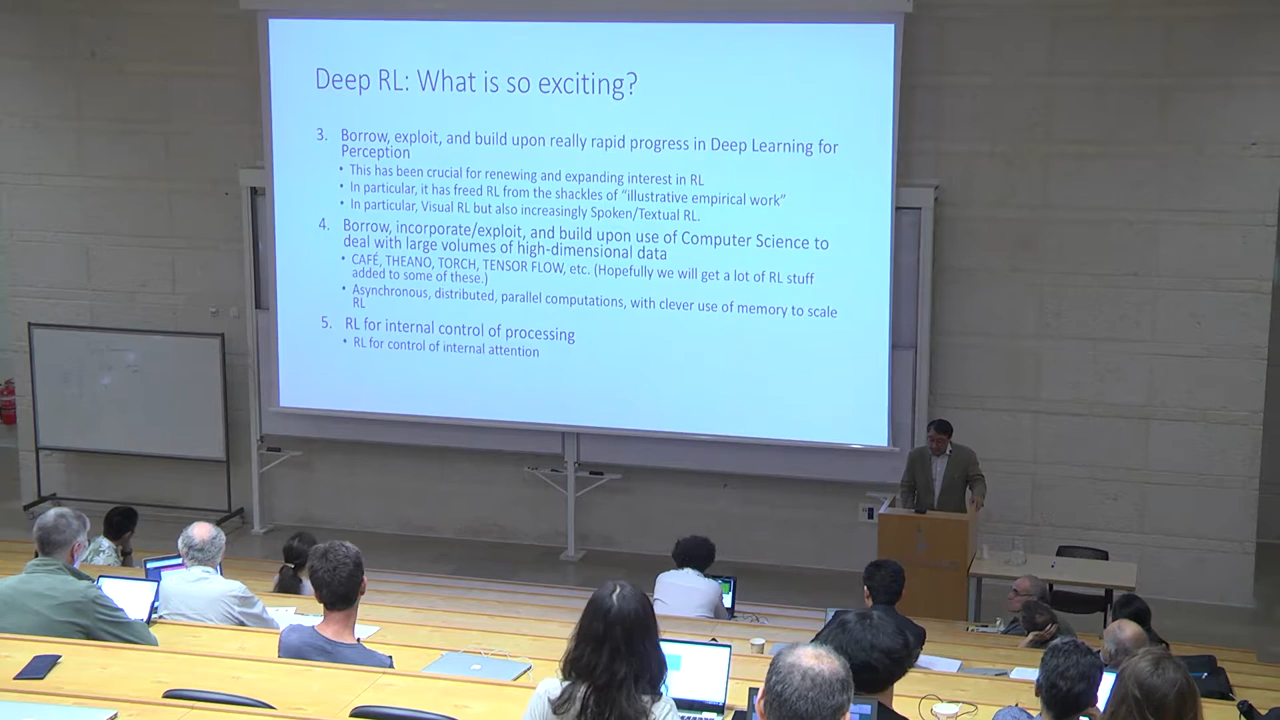 Deep RL: What is so exciting?
3. Borrow, exploit, and build upon really rapid progress in Deep Learning for
Perception
• This has been crucial for renewing and expanding interest in RL
• In particular, it has freed RL from the shackles of “illustrative empirical work”
• In particular, Visual RL but also increasingly Spoken/Textual RL.
4. Borrow, incorporate/exploit, and build upon use of Computer Science to
deal with large volumes of high-dimensional data
• CAFÉ, THEANO, TORCH, TENSOR FLOW, etc. (Hopefully we will get a lot of RL stuff
added to some of these.)
• Asynchronous, distributed, parallel computations, with clever use of memory to scale
RL
5. RL for internal control of processing
• RL for control of internal attention